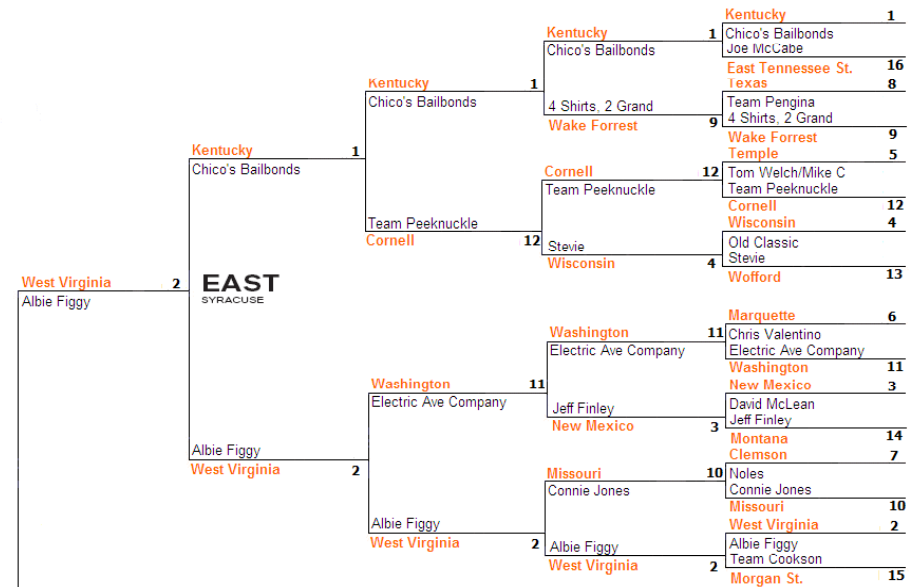 Kentucky 1
Chico's Bailbonds
Joe McCabe
East Tennessee St. 16
Texas 8
Team Pengina
4 Shirts, 2 Grand
Wake Forrest 9
Temple 5
Tom Welch/Mike C
Team Peeknuckle
Cornell 12
Wisconsin 4
Old Classic
Stevie
Wofford 13
Marquette 6
Chris Valentino
Electric Ave Company
Washington 11
New Mexico 3
David McLean
Jeff Finley
Montana 14
Clemson 7
Noles
Connie Jones
Missouri 10
West Virginia 2
Albie Figgy
Team Cookson
Morgan St. 15
Kentucky 1
Chico's Bailbonds
4 Shirts, 2 Grand
Wake Forrest 9
Cornell 12
Team Peeknuckle
Stevie
Wisconsin 4
Washington 11
Electric Ave Company
Jeff Finley
New Mexico 3
Missouri 10
Connie Jones
Albie Figgy
West Virginia 2
Kentucky 1
Chico's Bailbonds
Team Peeknuckle
Cornell 12
Washington 11
Electric Ave Company
Albie Figgy
West Virginia 2
Kentucky 1
Chico's Bailbonds
EAST
SYRACUSE
Albie Figgy
West Virginia 2
West Virginia 2
Albie Figgy